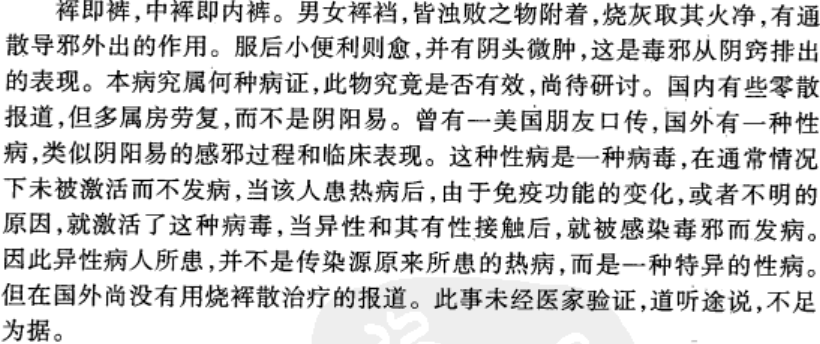 裈即裤，中裈即内裤。男女裈裆，皆浊败之物附着，烧灰取其火净，有通
散导邪外出的作用。服后小便利则愈，并有阴头微肿，这是毒邪从阴窍排出
的表现。本病究属何种病证，此物究竟是否有效，尚待研讨。国内有些零散
报道，但多属房劳复，而不是阴阳易。曾有一美国朋友口传，国外有一种性
病，类似阴阳易的感邪过程和临床表现。这种性病是一种病毒，在通常情况
下未被激活而不发病，当该人患热病后，由于免疫功能的变化，或者不明的
原因，就激活了这种病毒，当异性和其有性接触后，就被感染毒邪而发病。
因此异性病人所患，并不是传染源原来所患的热病，而是一种特异的性病。
但在国外尚没有用烧裈散治疗的报道。此事未经医家验证，道听途说，不足
为据。